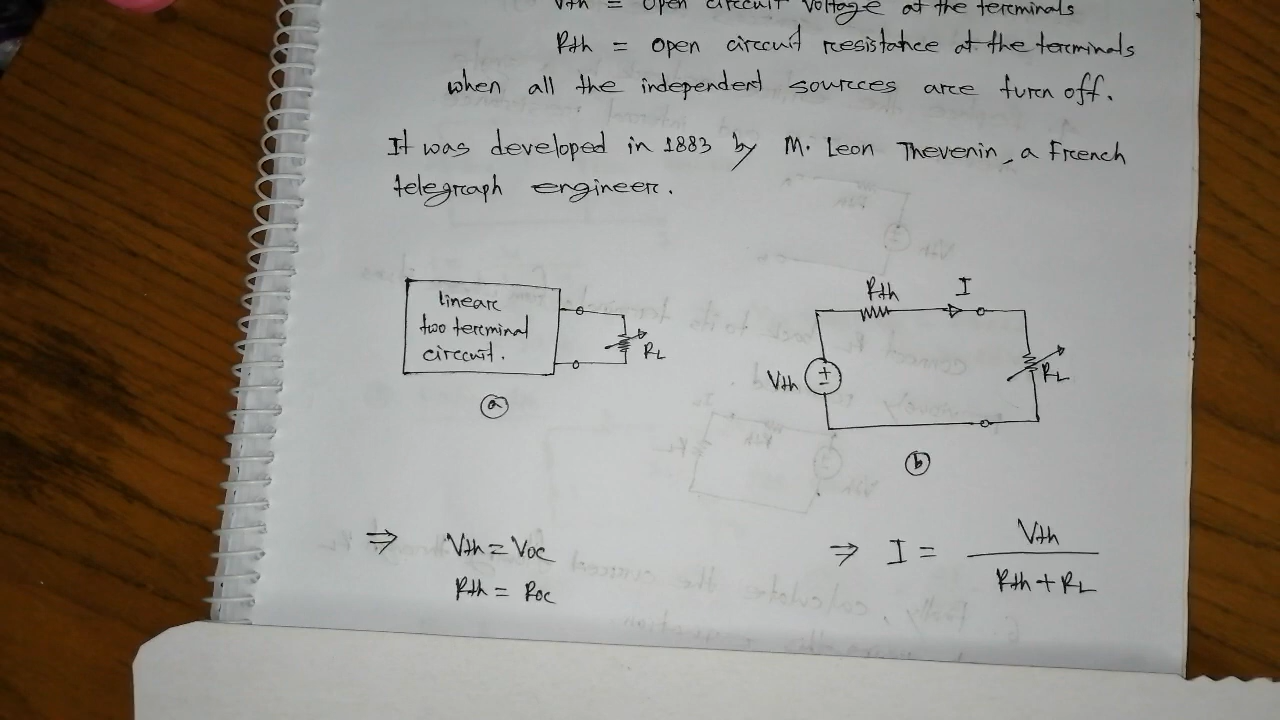 Vth = open circuit voltage at the terminals
Rth = open circuit resistance at the terminals
when all the independent sources are turn off.
It was developed in 1883 by M. Leon Thevenin, a French
telegraph engineer.
linear
two terminal
circuit.
RL
a
Rth
I
Vth
±
RL
b
⇒ Vth = Voc
Rth = Roc
⇒ I = Vth
Rth + RL